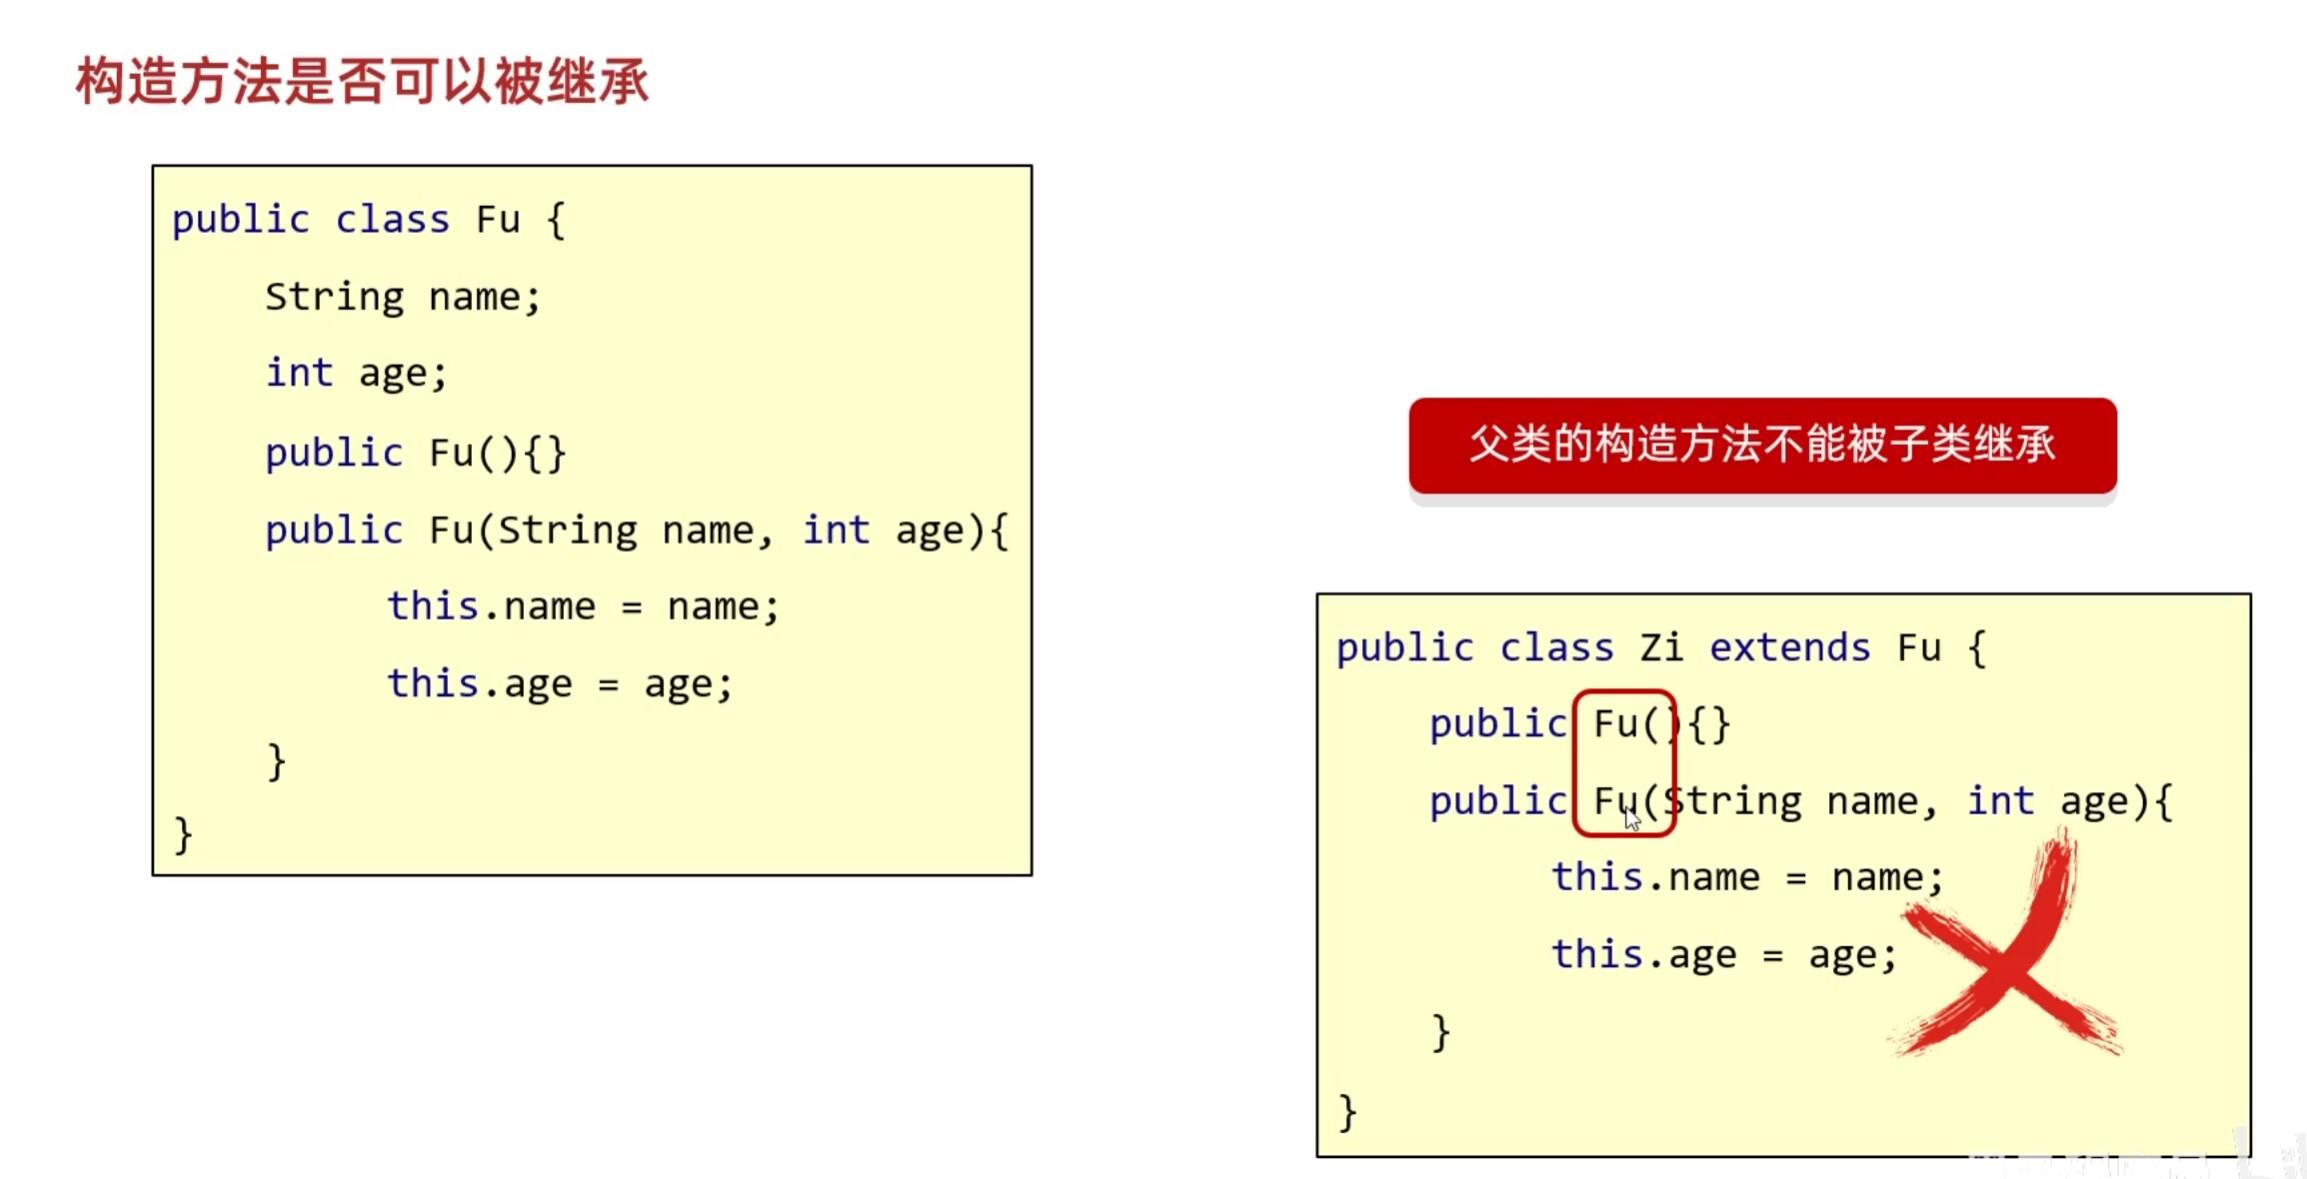 构造方法是否可以被继承
public class Fu {
String name;
int age;
public Fu(){}
public Fu(String name, int age){
this.name = name;
this.age = age;
}
}
父类的构造方法不能被子类继承
public class Zi extends Fu {
public Fu(){}
public Fu(String name, int age){
this.name = name;
this.age = age;
}
}